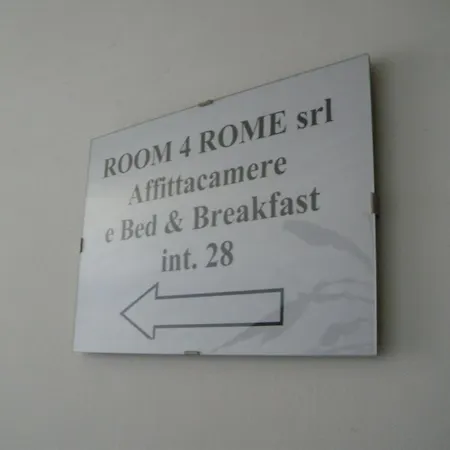 ROOM 4 ROME srl
Affittacamere
e Bed & Breakfast
int. 28